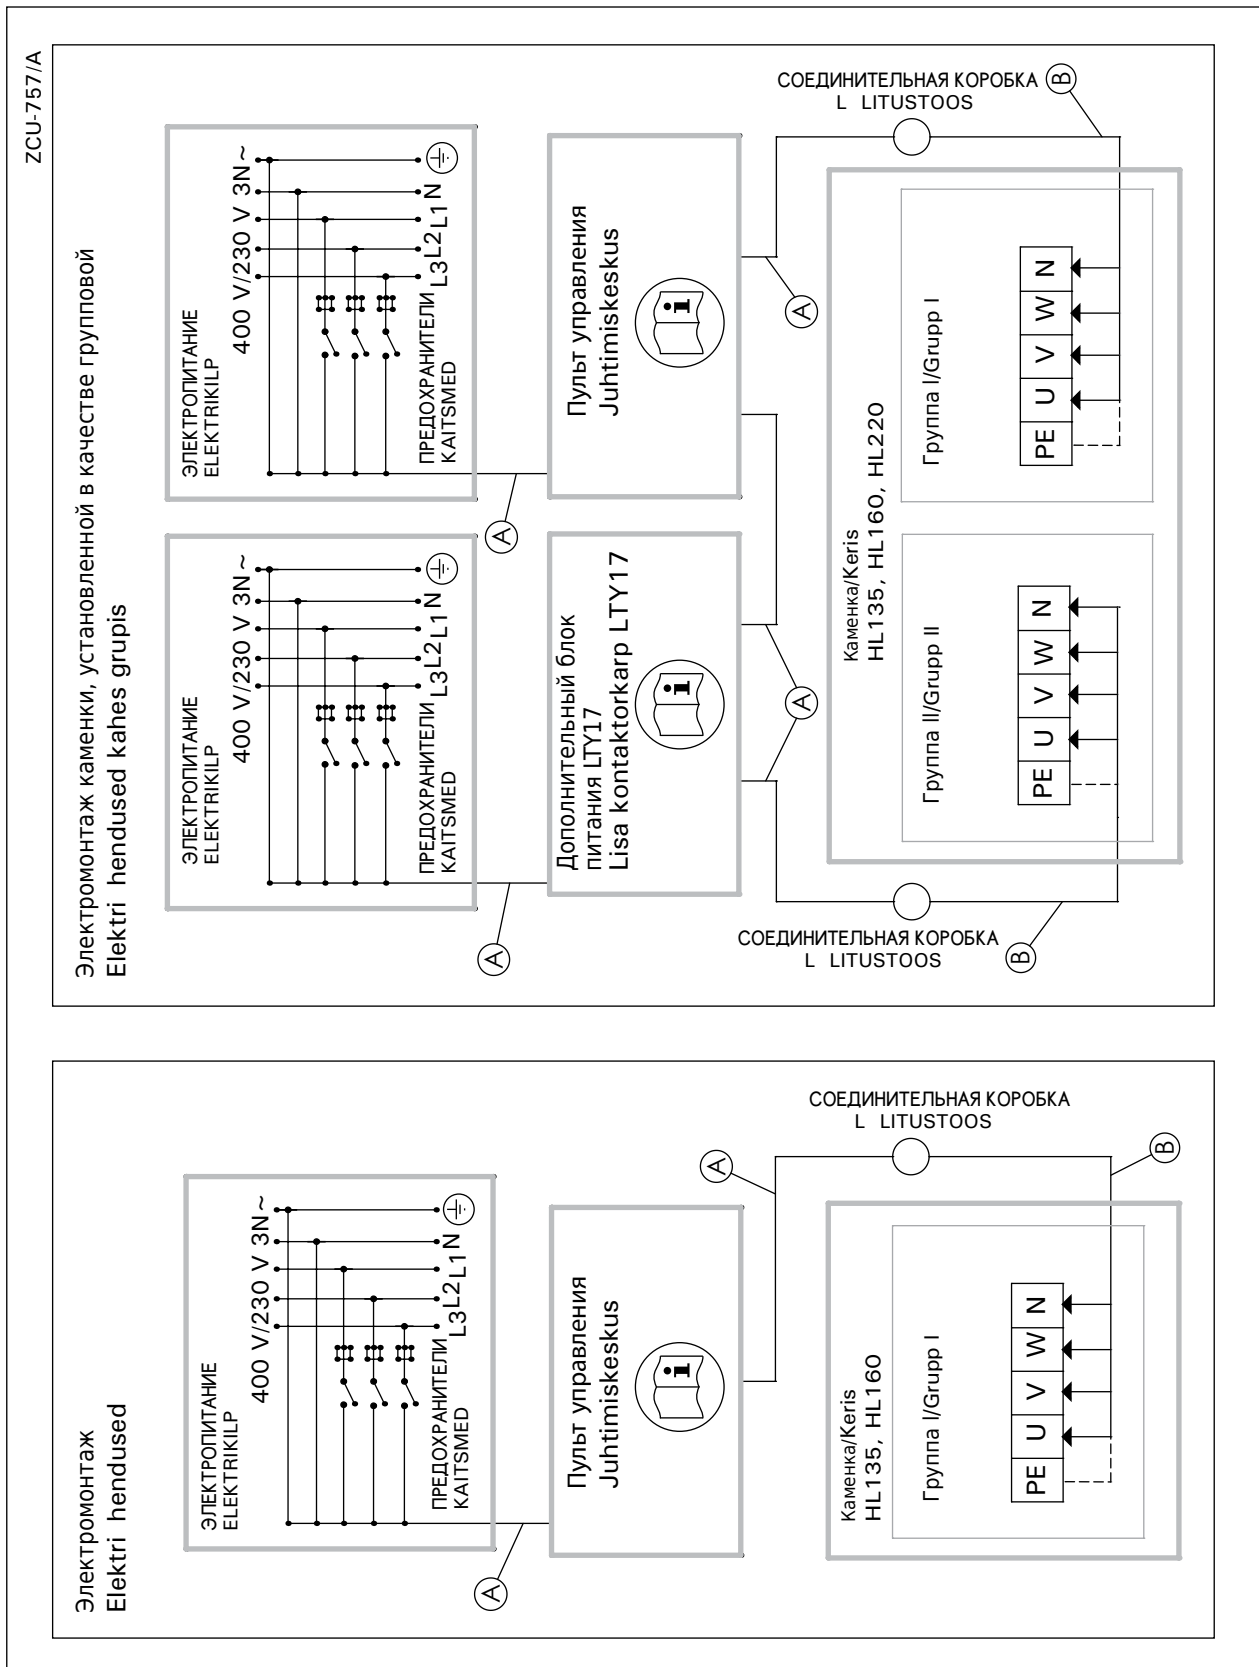 ZCU-757/A
Электромонтаж
Elektri hendused
ЭЛЕКТРОПИТАНИЕ
ELEKTRIKILP
400 V/230 V 3N~
ПРЕДОХРАНИТЕЛИ
KAITSMED
L3 L2 L1 N
A
Пульт управления
Juhtimiskeskus
i
A
СОЕДИНИТЕЛЬНАЯ КОРОБКА
L LITUSTOOS
B
Каменка/Keris
HL135, HL160
Группа I/Grupp I
PE U V W N
Электромонтаж каменки, установленной в качестве групповой
Elektri hendused kahes grupis
ЭЛЕКТРОПИТАНИЕ
ELEKTRIKILP
400 V/230 V 3N~
ПРЕДОХРАНИТЕЛИ
KAITSMED
L3 L2 L1 N
A
ЭЛЕКТРОПИТАНИЕ
ELEKTRIKILP
400 V/230 V 3N~
ПРЕДОХРАНИТЕЛИ
KAITSMED
L3 L2 L1 N
A
Дополнительный блок
питания LTY17
Lisa kontaktorkarp LTY17
i
A
Пульт управления
Juhtimiskeskus
i
A
СОЕДИНИТЕЛЬНАЯ КОРОБКА
L LITUSTOOS
B
СОЕДИНИТЕЛЬНАЯ КОРОБКА
L LITUSTOOS
B
Каменка/Keris
HL135, HL160, HL220
Группа II/Grupp II
PE U V W N
Группа I/Grupp I
PE U V W N